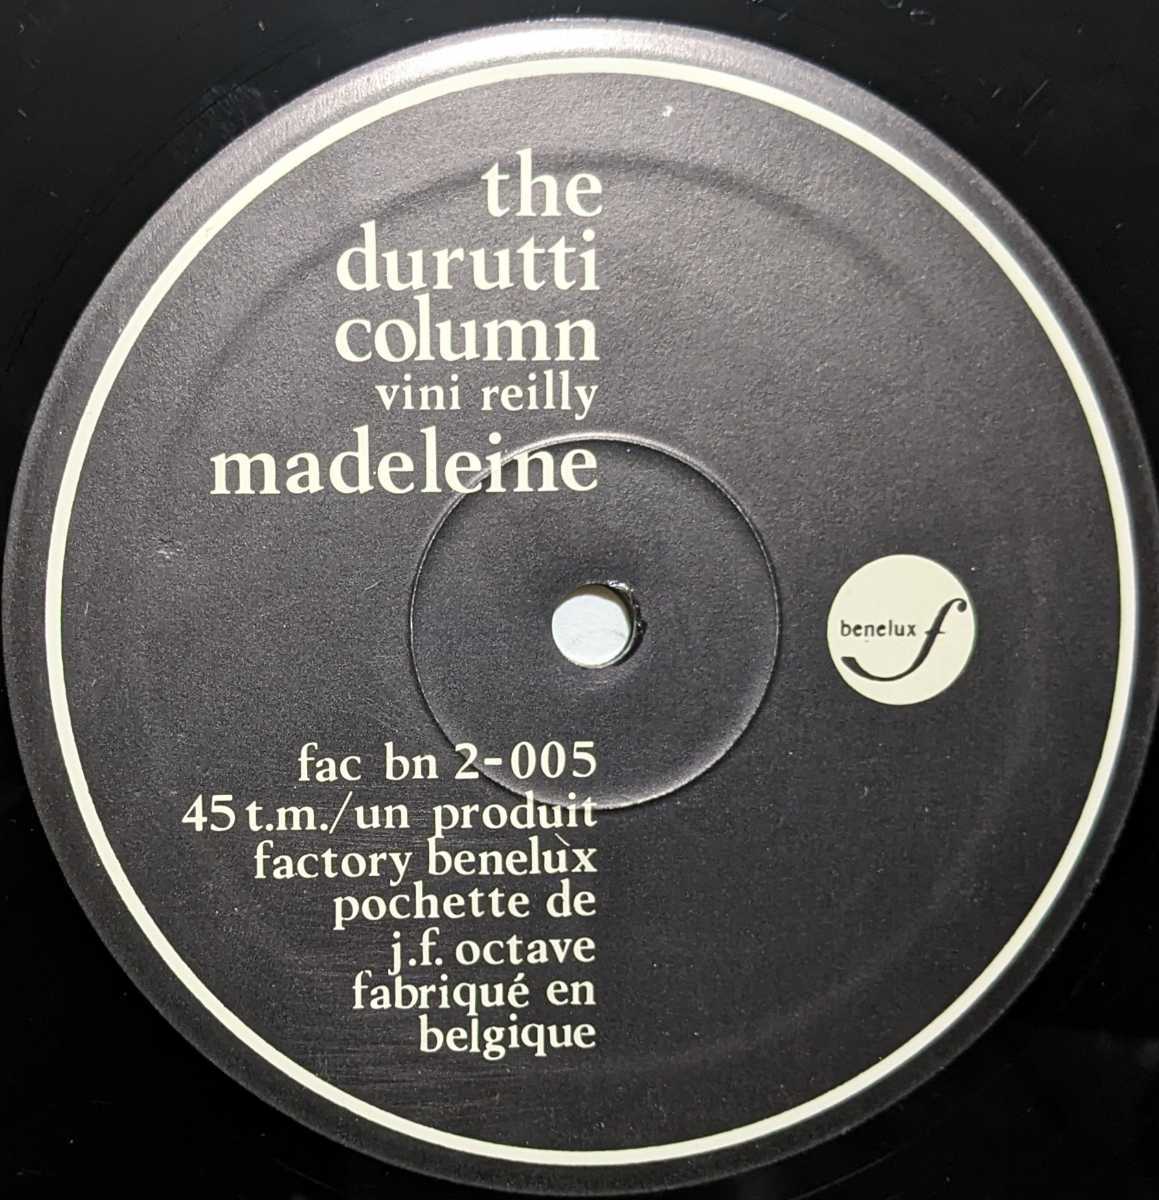 the
durutti
column
vini reilly
madeleine
benelux f
fac bn 2-005
45 t.m./un produit
factory benelux
pochette de
j.f. octave
fabriqué en
belgique